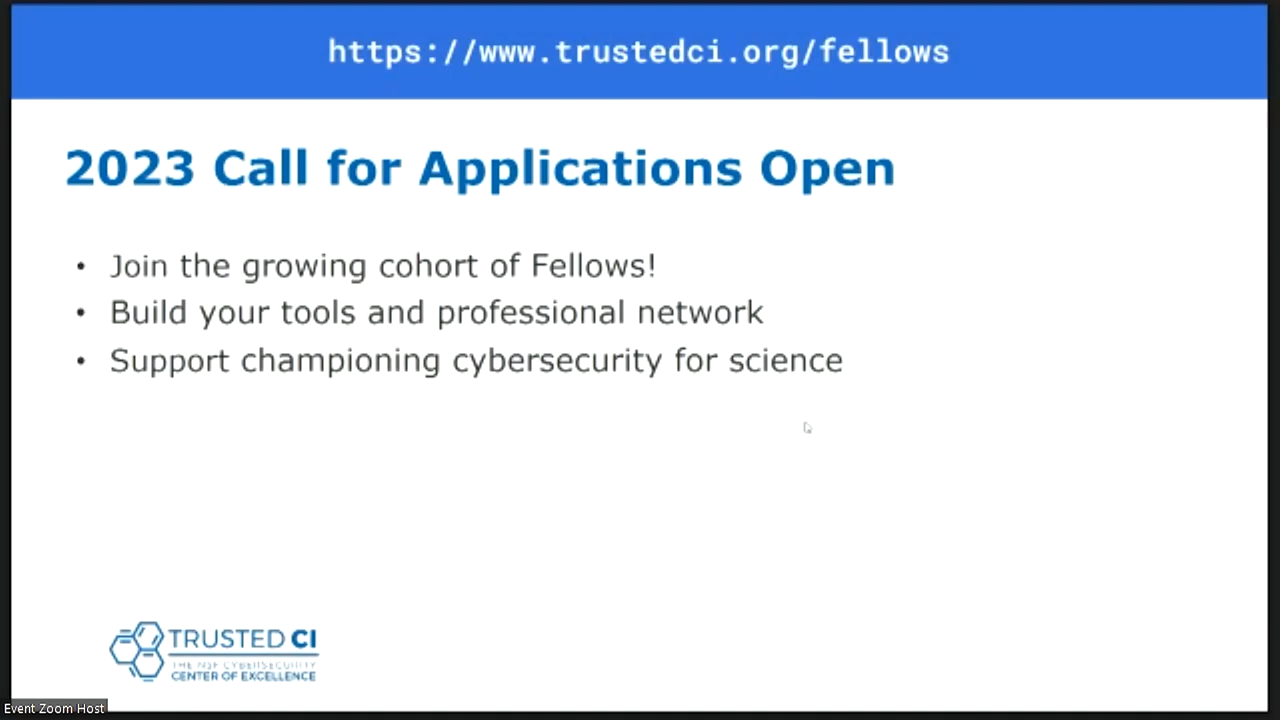 https://www.trustedci.org/fellows
2023 Call for Applications Open
• Join the growing cohort of Fellows!
• Build your tools and professional network
• Support championing cybersecurity for science
TRUSTED CI
THE NSF CYBERSECURITY
CENTER OF EXCELLENCE
Event Zoom Host